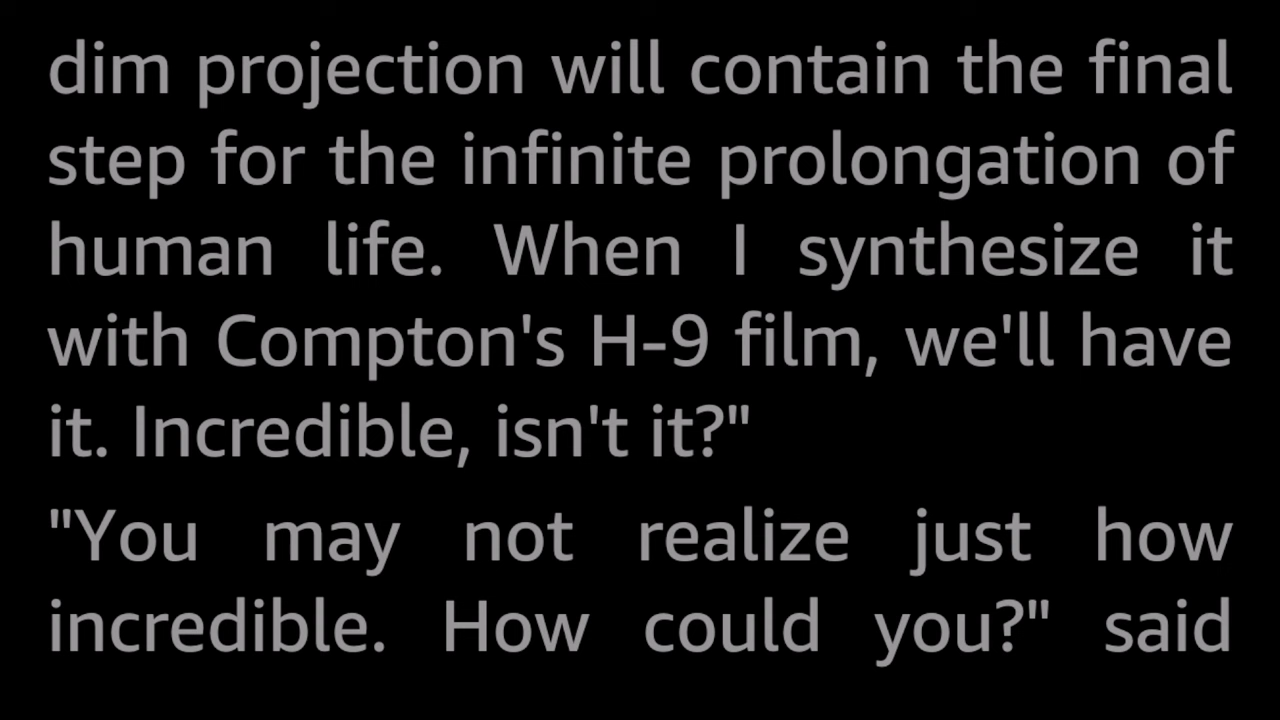 dim projection will contain the final
step for the infinite prolongation of
human life. When I synthesize it
with Compton's H-9 film, we'll have
it. Incredible, isn't it?"
"You may not realize just how
incredible. How could you?" said